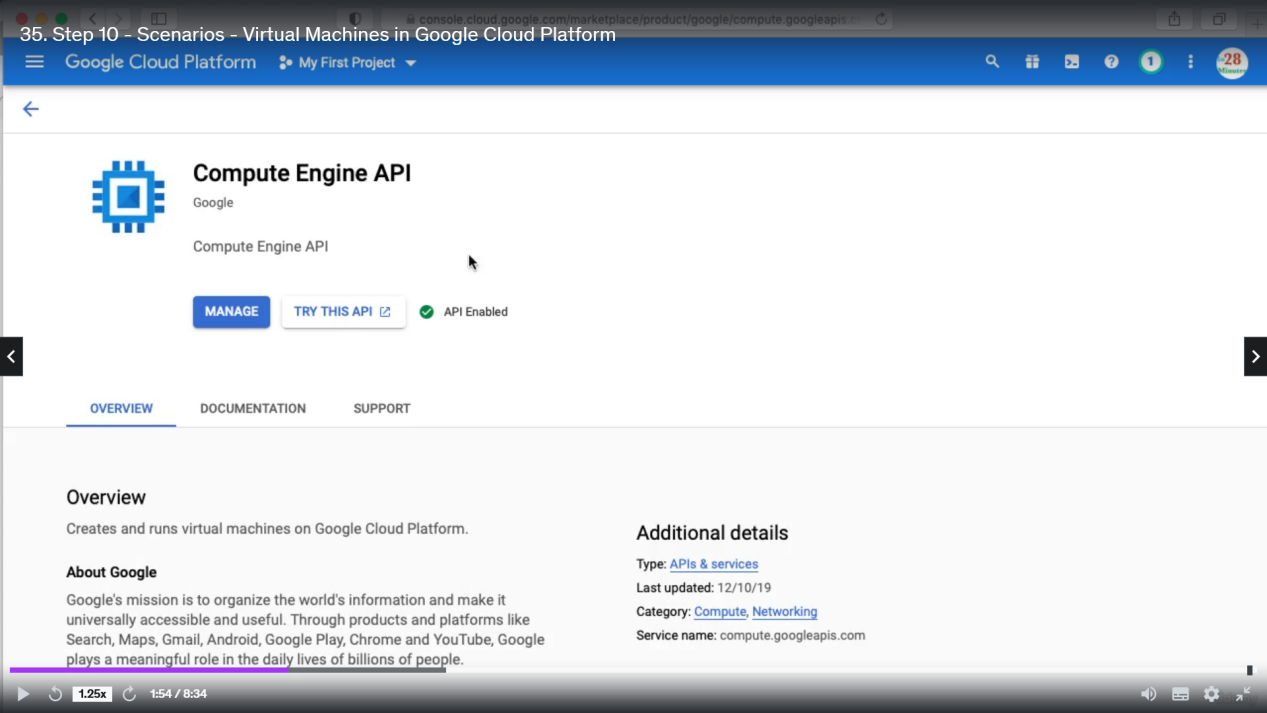 console.cloud.google.com/marketplace/product/google/compute.googleapis.c
35. Step 10 - Scenarios - Virtual Machines in Google Cloud Platform
Google Cloud Platform
My First Project
1
28
Minutes
Compute Engine API
Google
Compute Engine API
MANAGE
TRY THIS API
API Enabled
OVERVIEW
DOCUMENTATION
SUPPORT
Overview
Creates and runs virtual machines on Google Cloud Platform.
About Google
Google's mission is to organize the world's information and make it
universally accessible and useful. Through products and platforms like
Search, Maps, Gmail, Android, Google Play, Chrome and YouTube, Google
plays a meaningful role in the daily lives of billions of people.
Additional details
Type: APIs & services
Last updated: 12/10/19
Category: Compute, Networking
Service name: compute.googleapis.com
1.25x
1:54 / 8:34